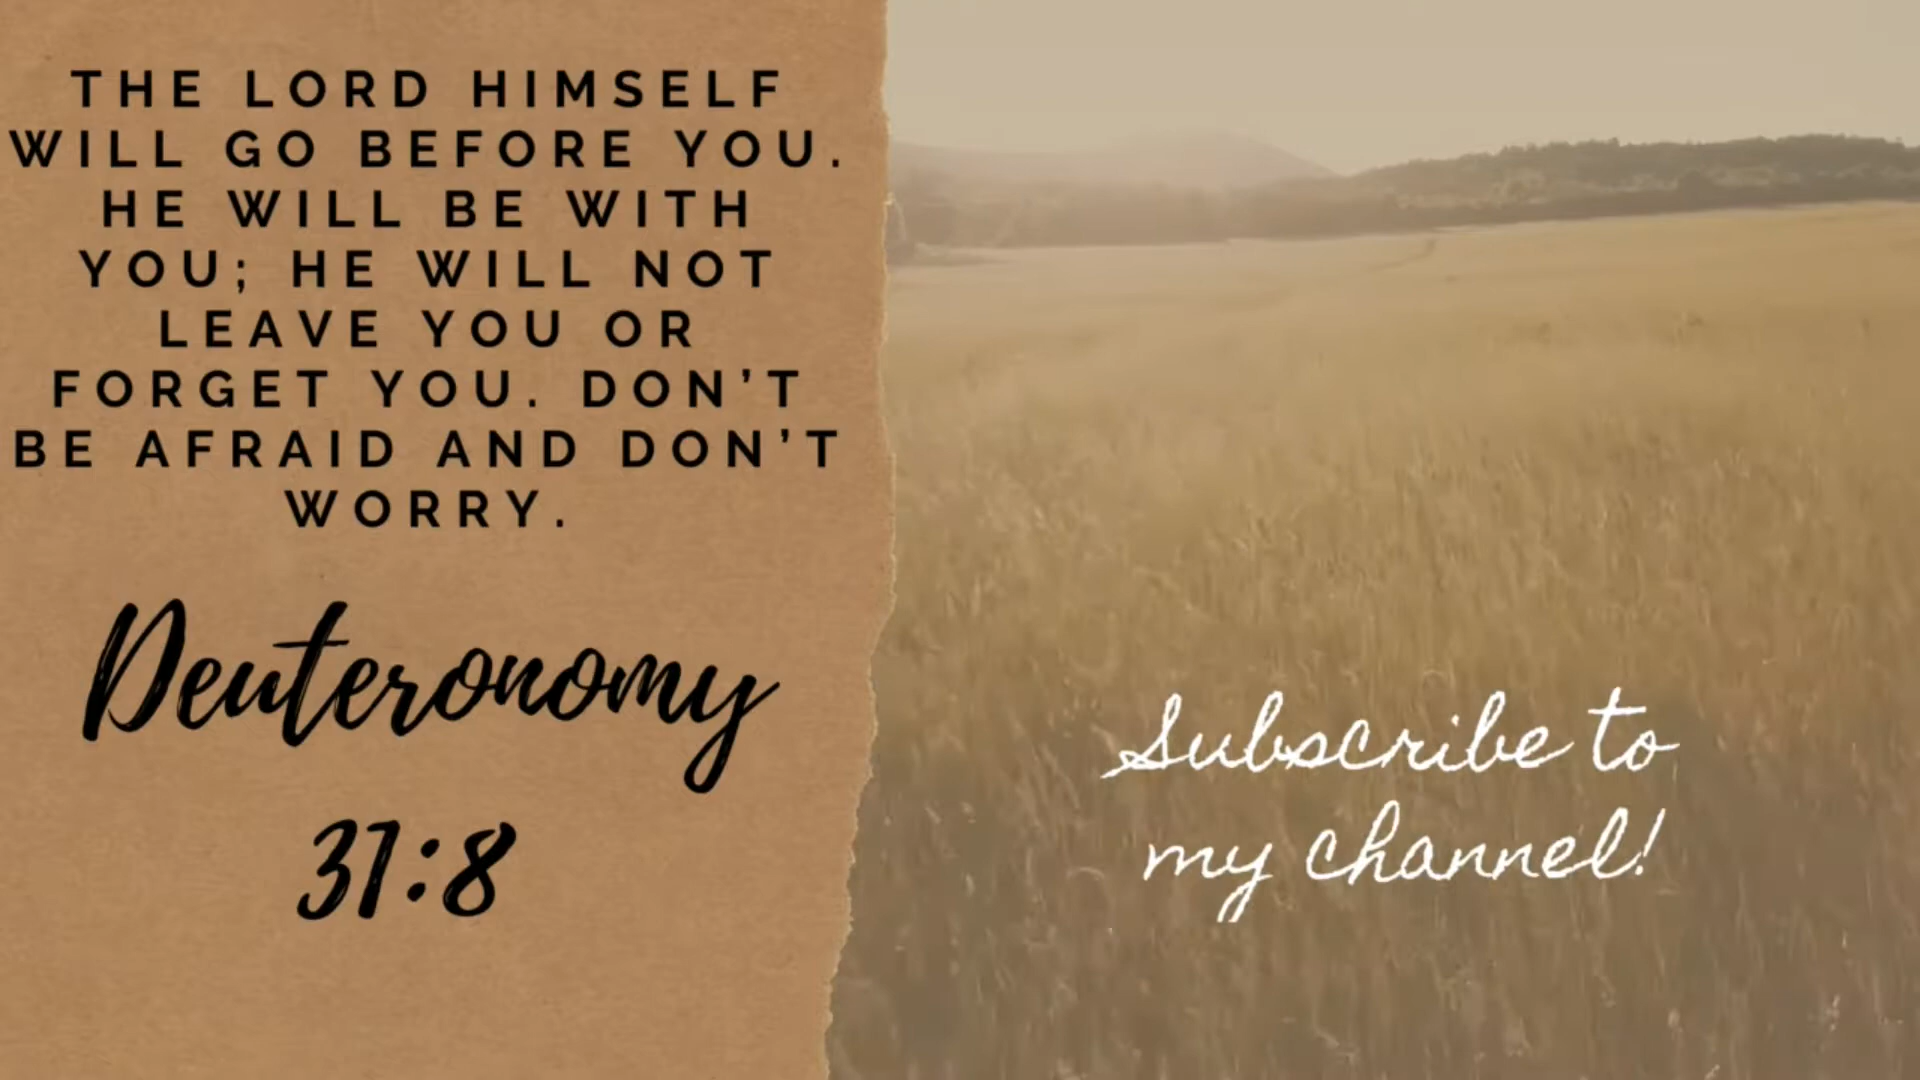 THE LORD HIMSELF
WILL GO BEFORE YOU.
HE WILL BE WITH
YOU; HE WILL NOT
LEAVE YOU OR
FORGET YOU. DON’T
BE AFRAID AND DON’T
WORRY.
Deuteronomy
31:8
Subscribe to
my channel!